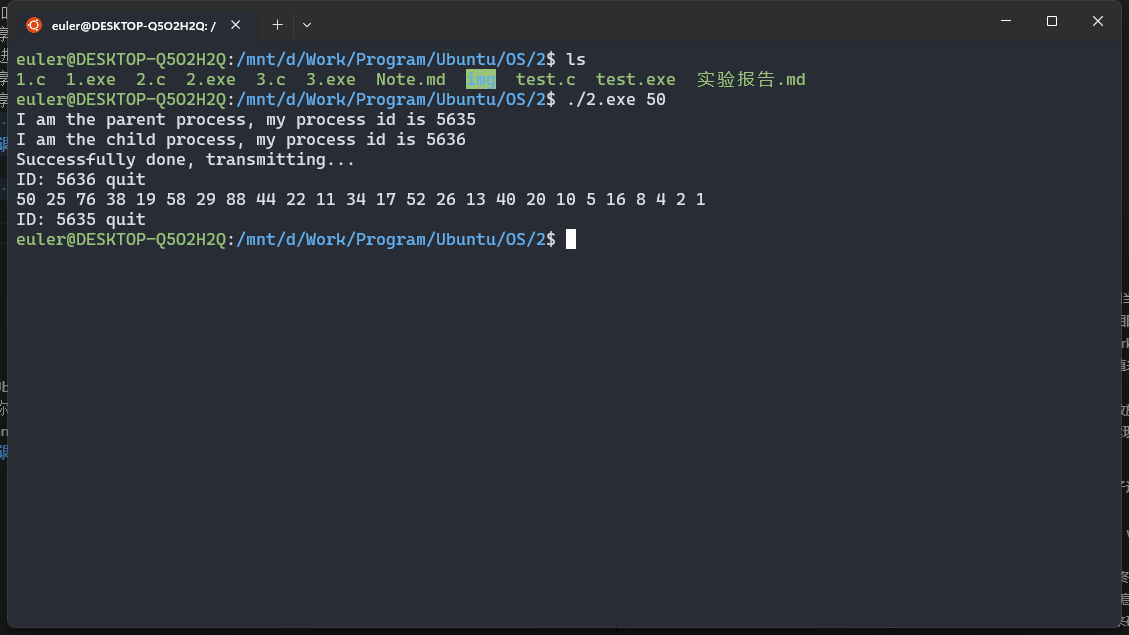 euler@DESKTOP-Q5O2H2Q: /
euler@DESKTOP-Q5O2H2Q:/mnt/d/Work/Program/Ubuntu/OS/2$ ls
1.c 1.exe 2.c 2.exe 3.c 3.exe Note.md img test.c test.exe 实验报告.md
euler@DESKTOP-Q5O2H2Q:/mnt/d/Work/Program/Ubuntu/OS/2$ ./2.exe 50
I am the parent process, my process id is 5635
I am the child process, my process id is 5636
Successfully done, transmitting...
ID: 5636 quit
50 25 76 38 19 58 29 88 44 22 11 34 17 52 26 13 40 20 10 5 16 8 4 2 1
ID: 5635 quit
euler@DESKTOP-Q5O2H2Q:/mnt/d/Work/Program/Ubuntu/OS/2$